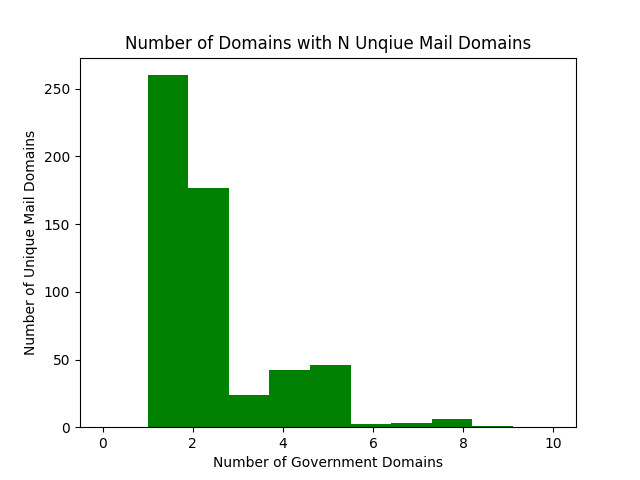 Number of Domains with N Unqiue Mail Domains
Number of Unique Mail Domains
250
200
150
100
50
0
0 2 4 6 8 10
Number of Government Domains